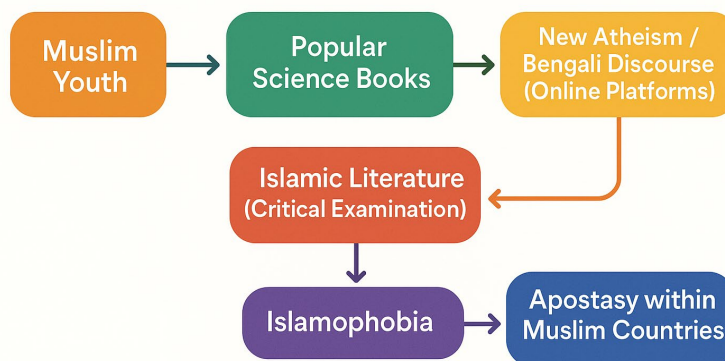 Muslim
Youth
Popular
Science Books
New Atheism /
Bengali Discourse
(Online Platforms)
Islamic Literature
(Critical Examination)
Islamophobia
Apostasy within
Muslim Countries